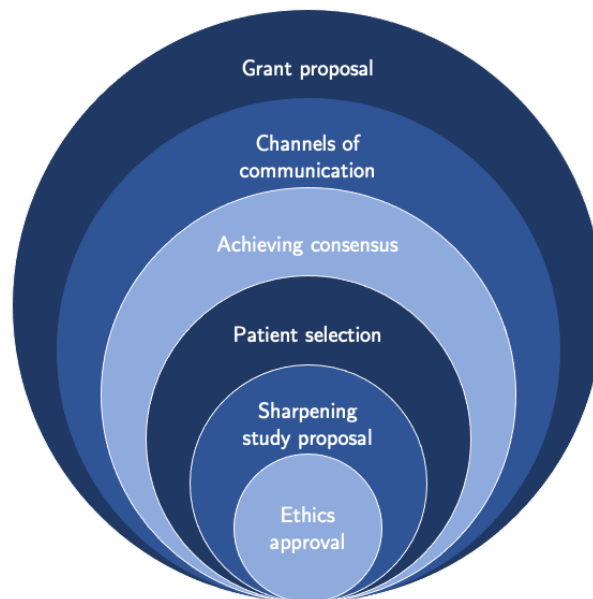 Grant proposal
Channels of
communication
Achieving consensus
Patient selection
Sharpening
study proposal
Ethics
approval